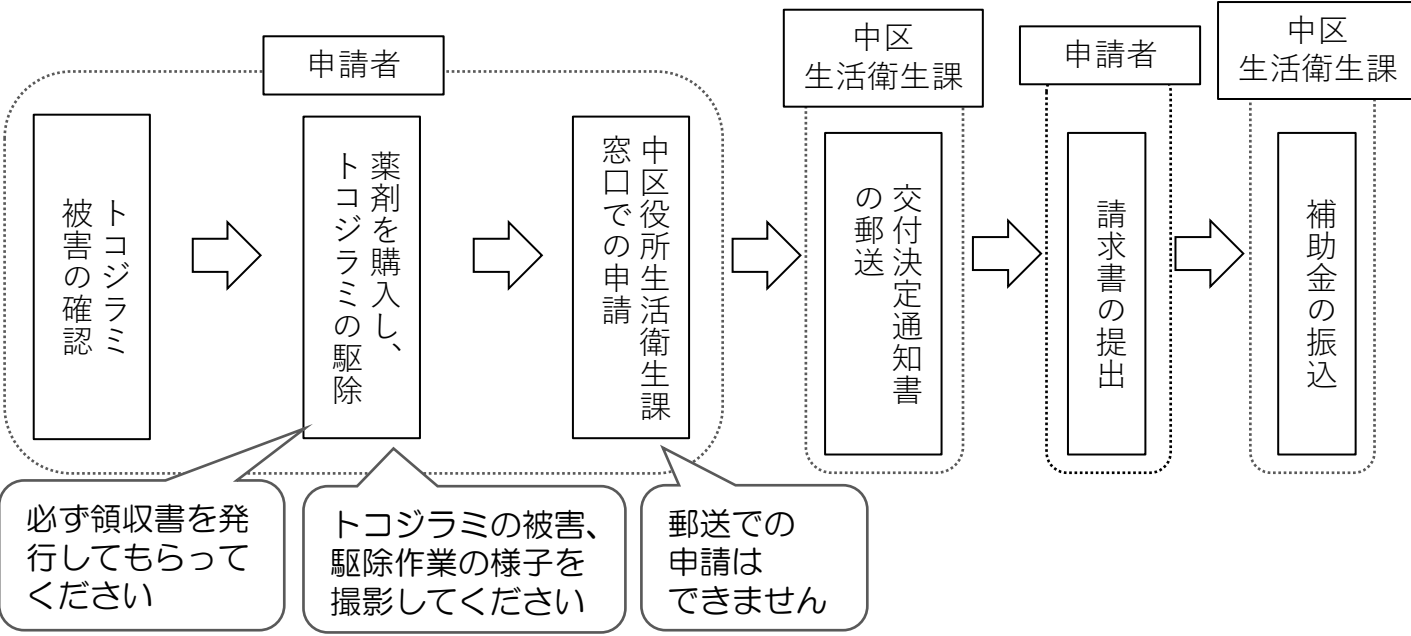 申請者
トコジラミ
被害の確認
薬剤を購入し、
トコジラミの駆除
中区役所生活衛生課
窓口での申請
必ず領収書を発
行してもらって
ください
トコジラミの被害、
駆除作業の様子を
撮影してください
郵送での
申請は
できません
中区
生活衛生課
交付決定通知書
の郵送
申請者
請求書の提出
中区
生活衛生課
補助金の振込